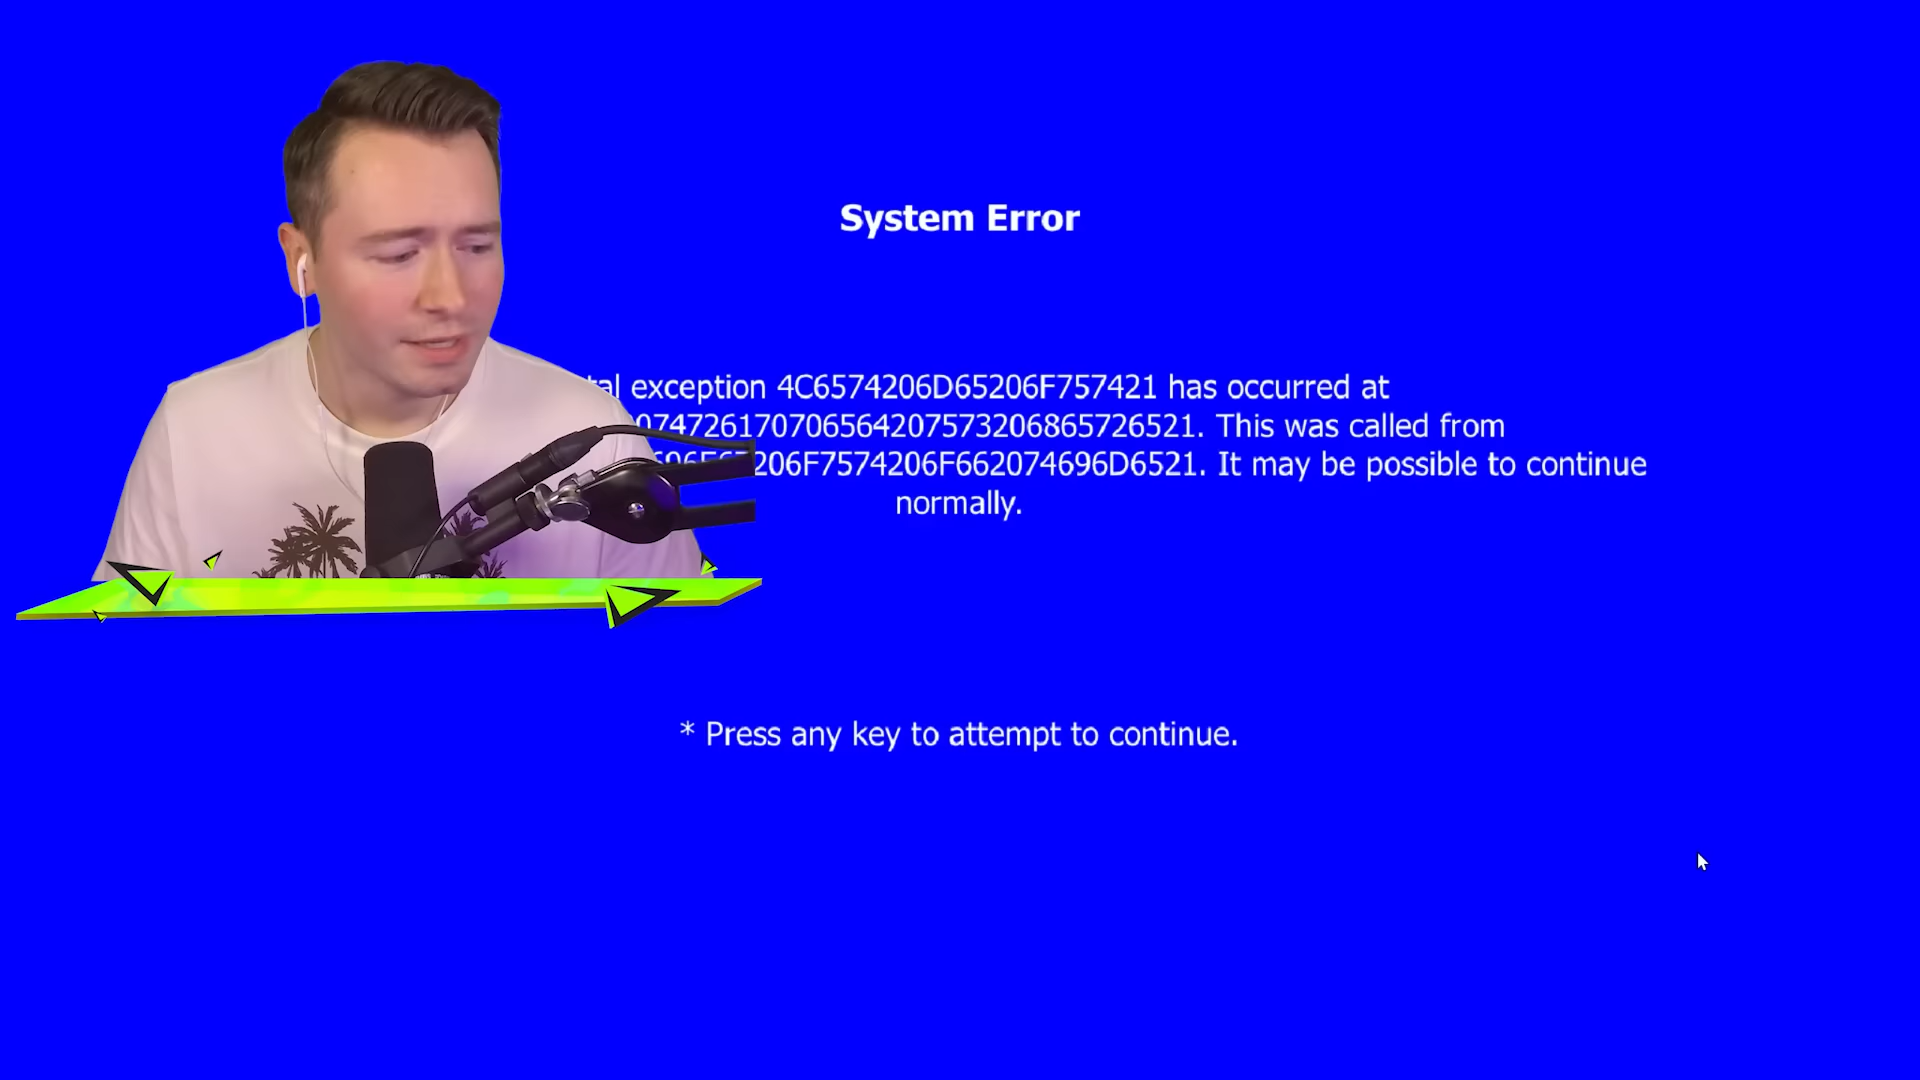 System Error
exception 4C6574206D65206F757421 has occurred at
074726170706564207573206865726521. This was called from
206F7574206F662074696D6521. It may be possible to continue
normally.
* Press any key to attempt to continue.